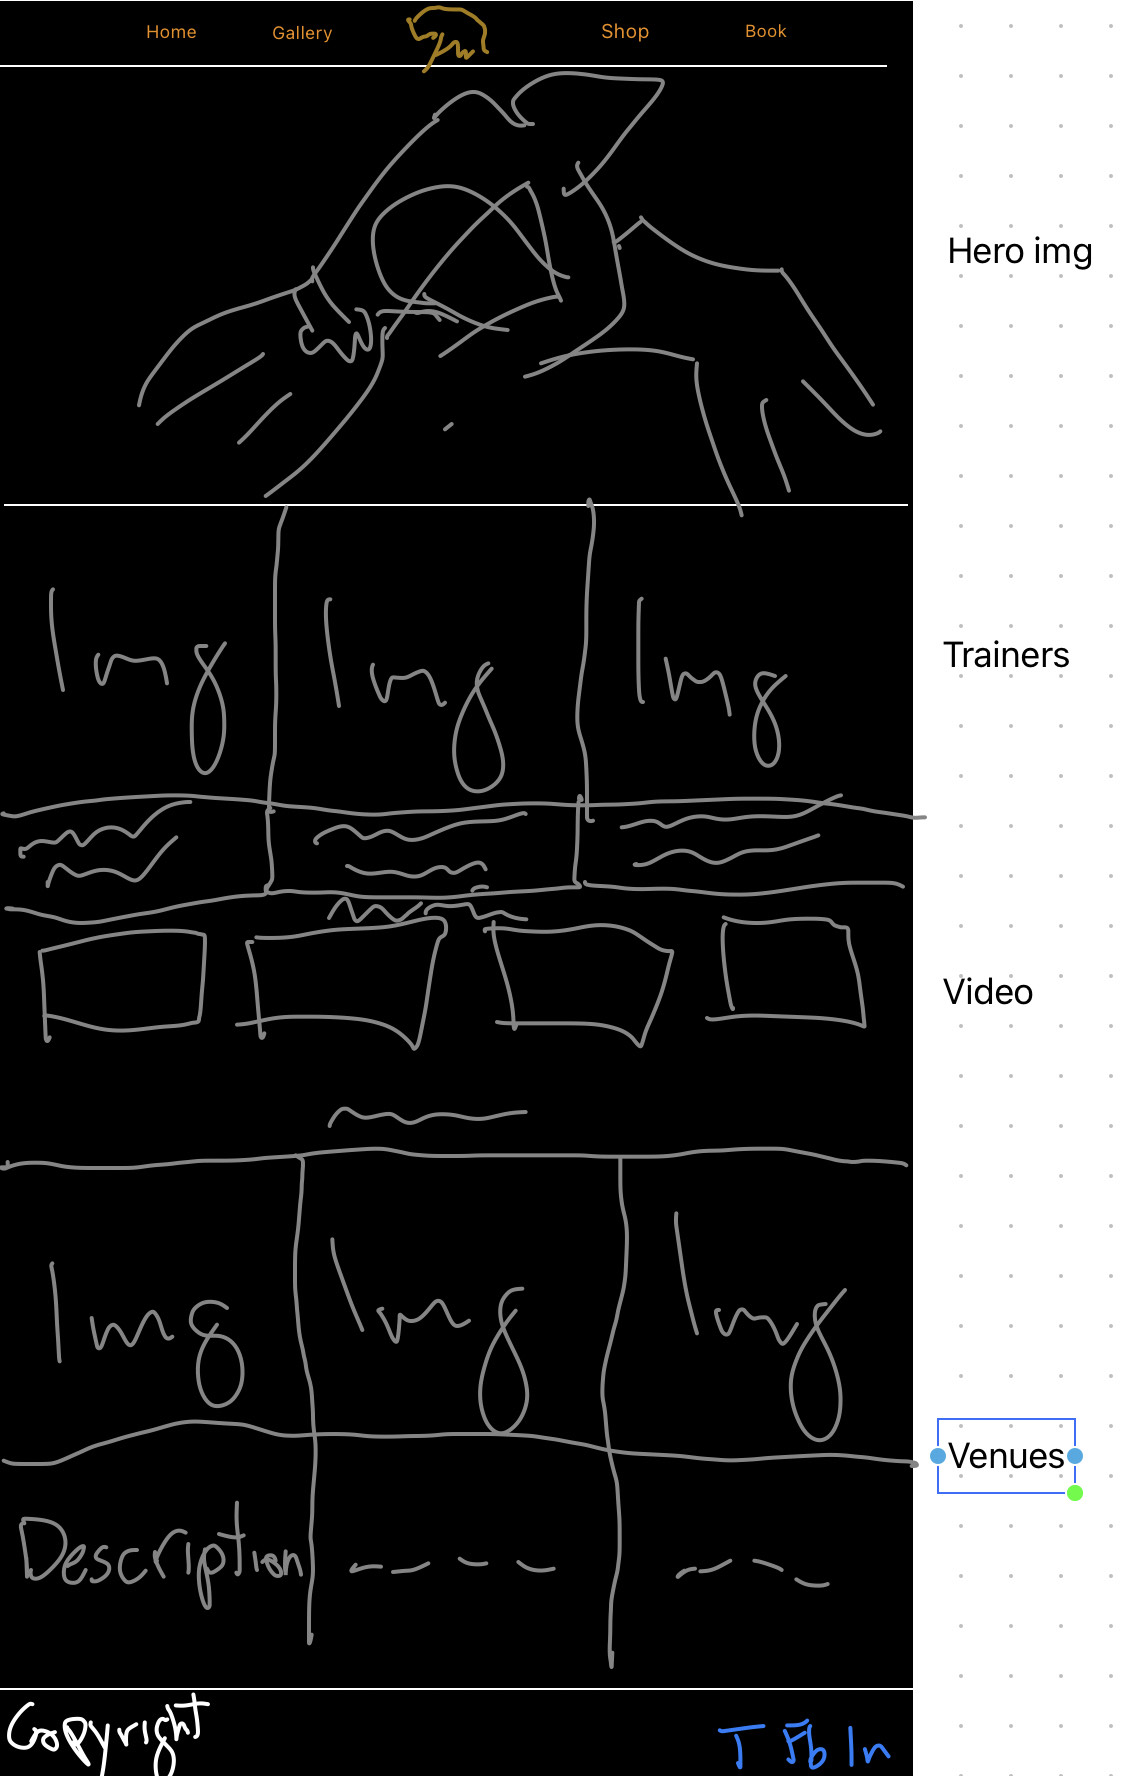 Home Gallery Shop Book
Hero img
Img Img Img
Trainers
Video
Img Img Img
Venues
Description
Copyright
T Fb In